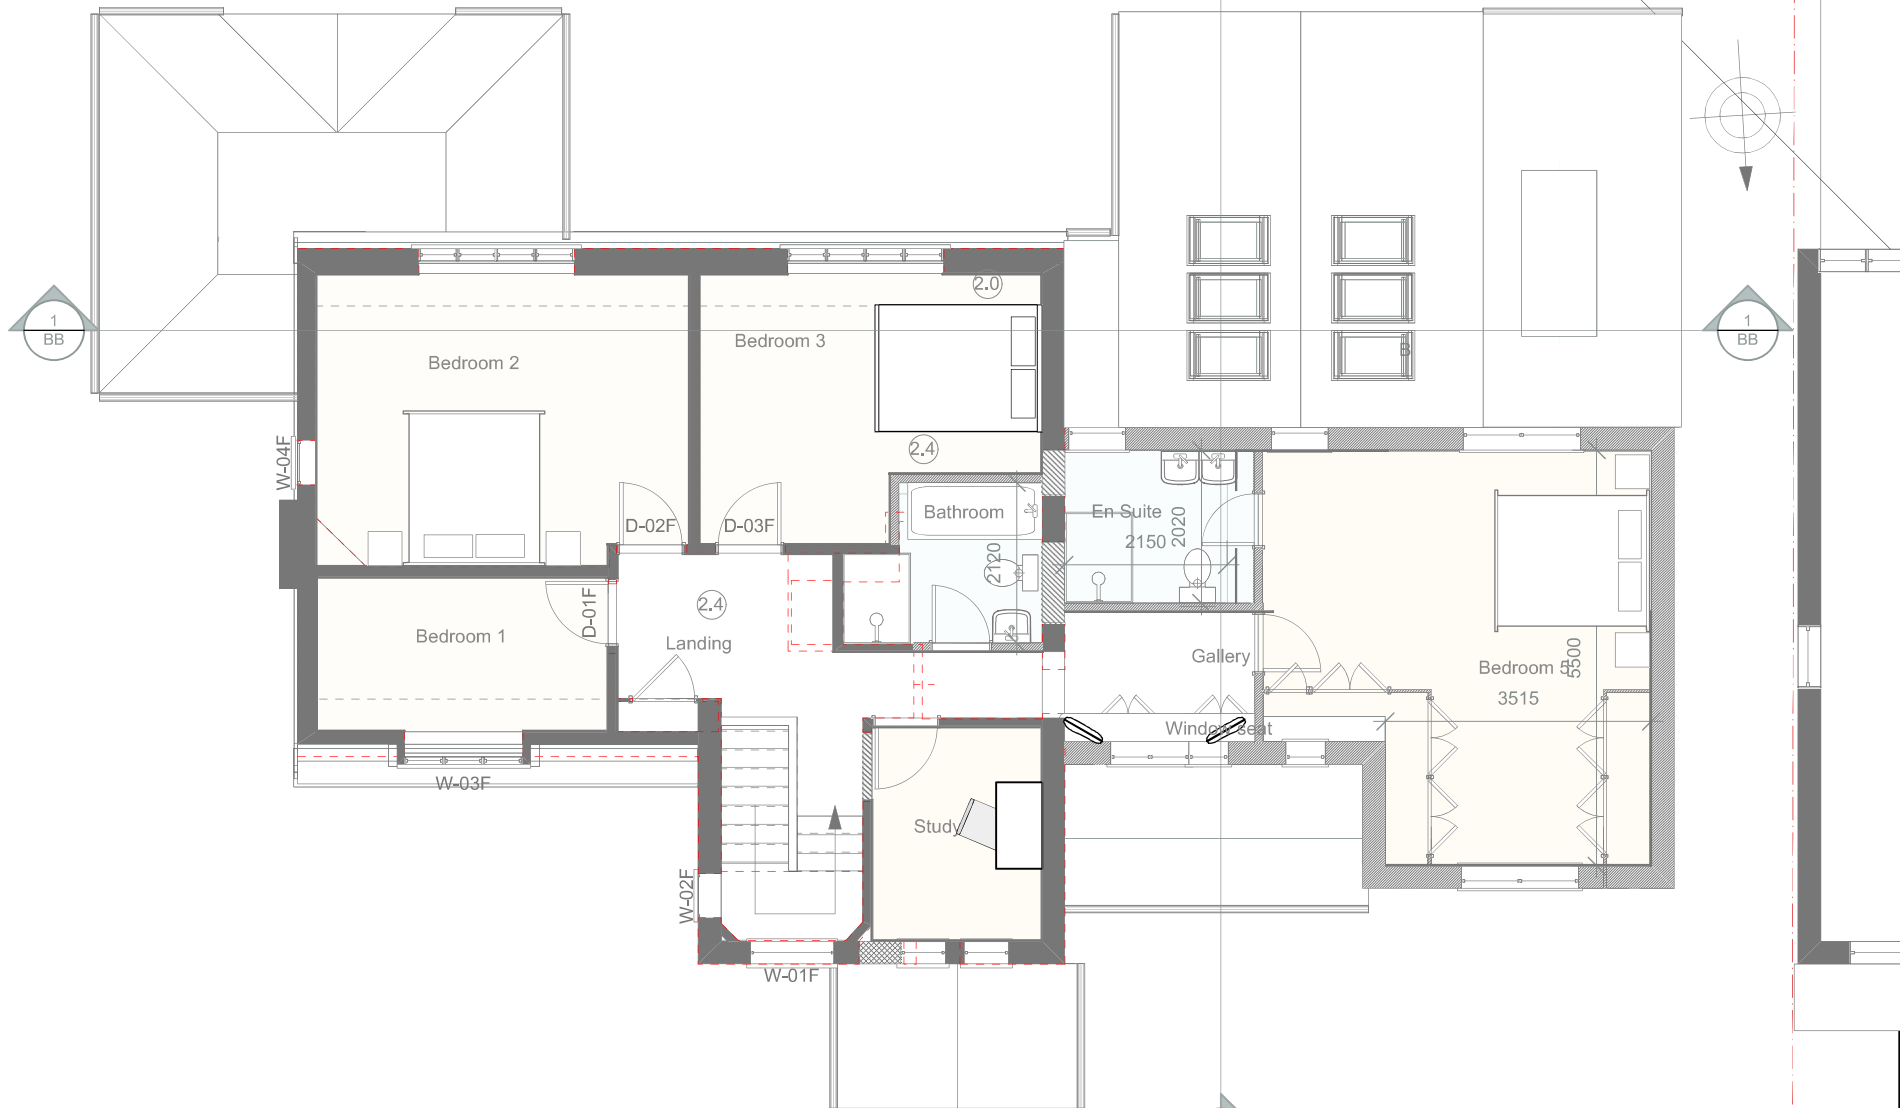 2.0
1
BB
1
BB
Bedroom 3
B
Bedroom 2
2.4
W-04F
En Suite
Bathroom
D-02F
D-03F
2020
2150
2120
D-01F
2.4
Bedroom 1
Landing
Gallery
Bedroom 5
5500
3515
Window seat
W-03F
Study
W-02F
W-01F